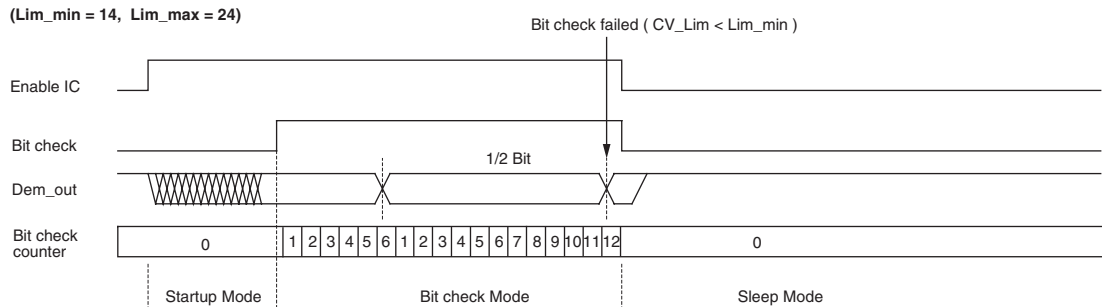 (Lim_min = 14, Lim_max = 24)
Bit check failed ( CV_Lim < Lim_min )
Enable IC
Bit check
1/2 Bit
Dem_out
Bit check counter
0 1 2 3 4 5 6 1 2 3 4 5 6 7 8 9 10 11 12 0
Startup Mode Bit check Mode Sleep Mode